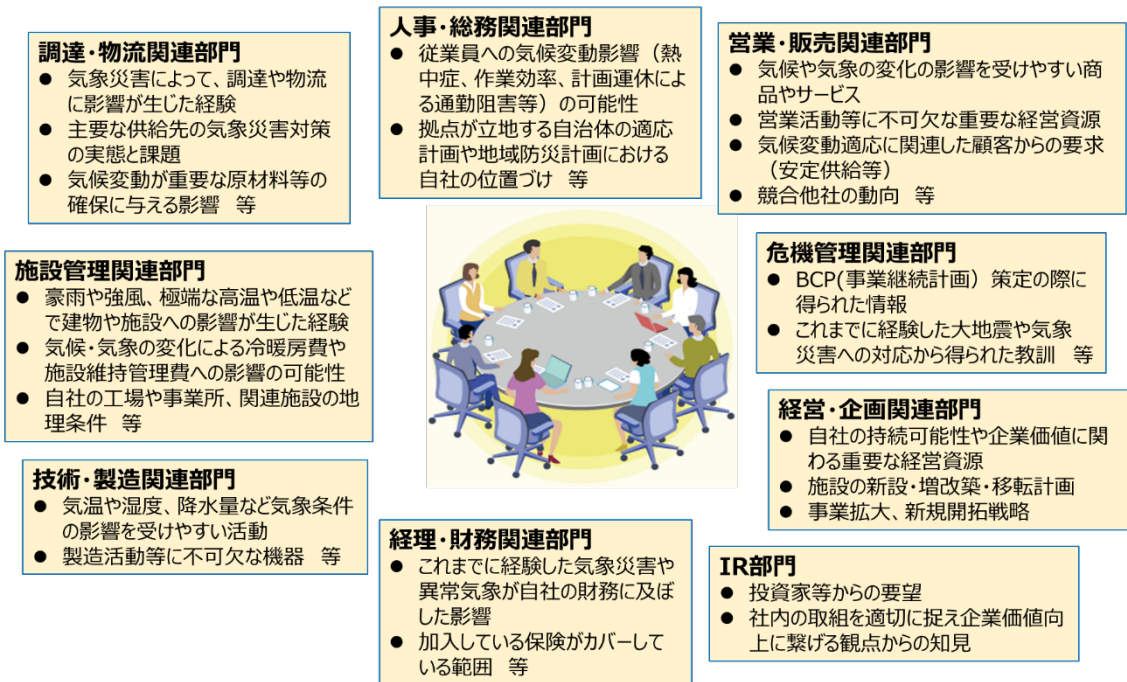 調達・物流関連部門
● 気象災害によって、調達や物流
に影響が生じた経験
● 主要な供給先の気象災害対策
の実態と課題
● 気候変動が重要な原材料等の
確保に与える影響 等
人事・総務関連部門
● 従業員への気候変動影響（熱
中症、作業効率、計画運休によ
る通勤阻害等）の可能性
● 拠点が立地する自治体の適応
計画や地域防災計画における
自社の位置づけ 等
営業・販売関連部門
● 気候や気象の変化の影響を受けやすい商
品やサービス
● 営業活動等に不可欠な重要な経営資源
● 気候変動適応に関連した顧客からの要求
（安定供給等）
● 競合他社の動向 等
施設管理関連部門
● 豪雨や強風、極端な高温や低温など
で建物や施設への影響が生じた経験
● 気候・気象の変化による冷暖房費や
施設維持管理費への影響の可能性
● 自社の工場や事業所、関連施設の地
理条件 等
危機管理関連部門
● BCP(事業継続計画）策定の際に
得られた情報
● これまでに経験した大地震や気象
災害への対応から得られた教訓 等
経営・企画関連部門
● 自社の持続可能性や企業価値に関
わる重要な経営資源
● 施設の新設・増改築・移転計画
● 事業拡大、新規開拓戦略
技術・製造関連部門
● 気温や湿度、降水量など気象条件
の影響を受けやすい活動
● 製造活動等に不可欠な機器 等
経理・財務関連部門
● これまでに経験した気象災害や
異常気象が自社の財務に及ぼ
した影響
● 加入している保険がカバーして
いる範囲 等
IR部門
● 投資家等からの要望
● 社内の取組を適切に捉え企業価値向
上に繋げる観点からの知見